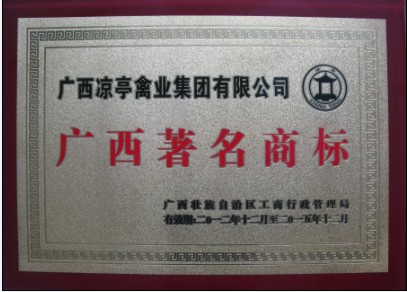 广西凉亭禽业集团有限公司
广西著名商标
广西壮族自治区工商行政管理局
有效期:二0一二年十二月至二0一五年十二月